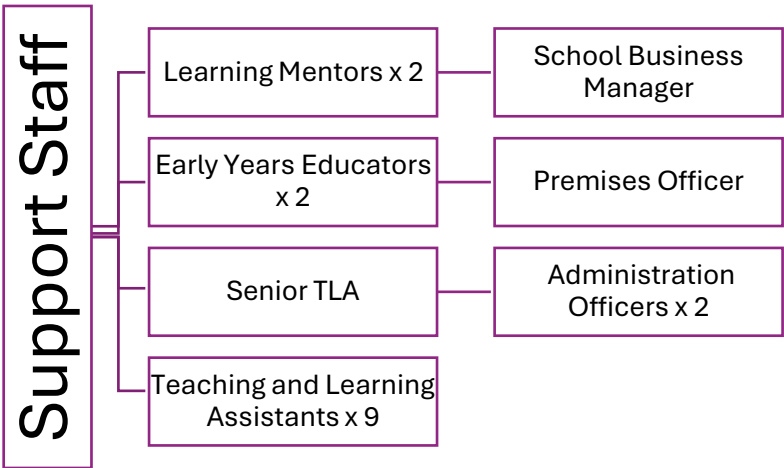 Support Staff
Learning Mentors x 2
School Business
Manager
Early Years Educators
x 2
Premises Officer
Senior TLA
Administration
Officers x 2
Teaching and Learning
Assistants x 9